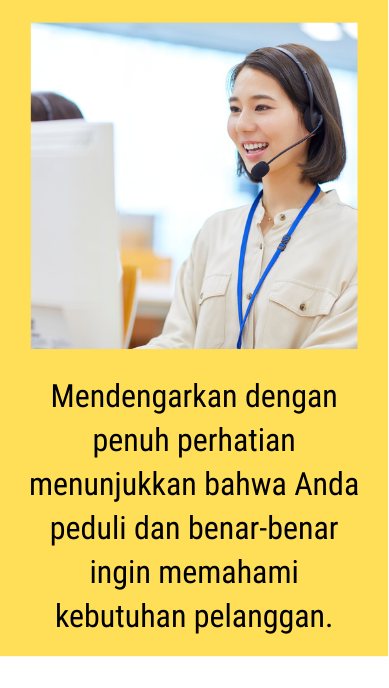 Mendengarkan dengan
penuh perhatian
menunjukkan bahwa Anda
peduli dan benar-benar
ingin memahami
kebutuhan pelanggan.